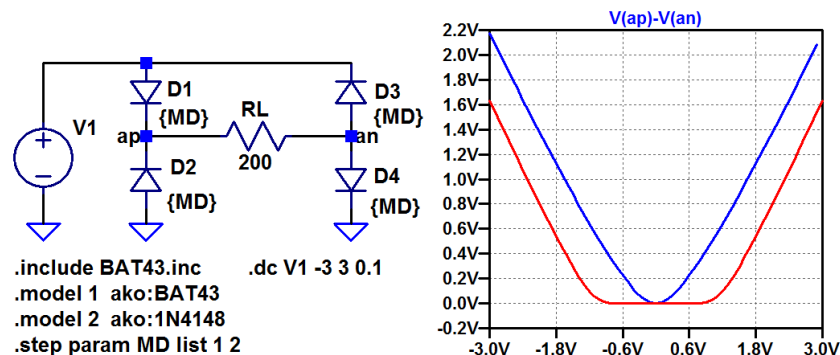 V1
D1
{MD}
ap
D2
{MD}
RL
200
D3
{MD}
an
D4
{MD}
.include BAT43.inc .dc V1 -3 3 0.1
.model 1 ako:BAT43
.model 2 ako:1N4148
.step param MD list 1 2
V(ap)-V(an)
2.2V
2.0V
1.8V
1.6V
1.4V
1.2V
1.0V
0.8V
0.6V
0.4V
0.2V
0.0V
-0.2V
-3.0V -1.8V -0.6V 0.6V 1.8V 3.0V